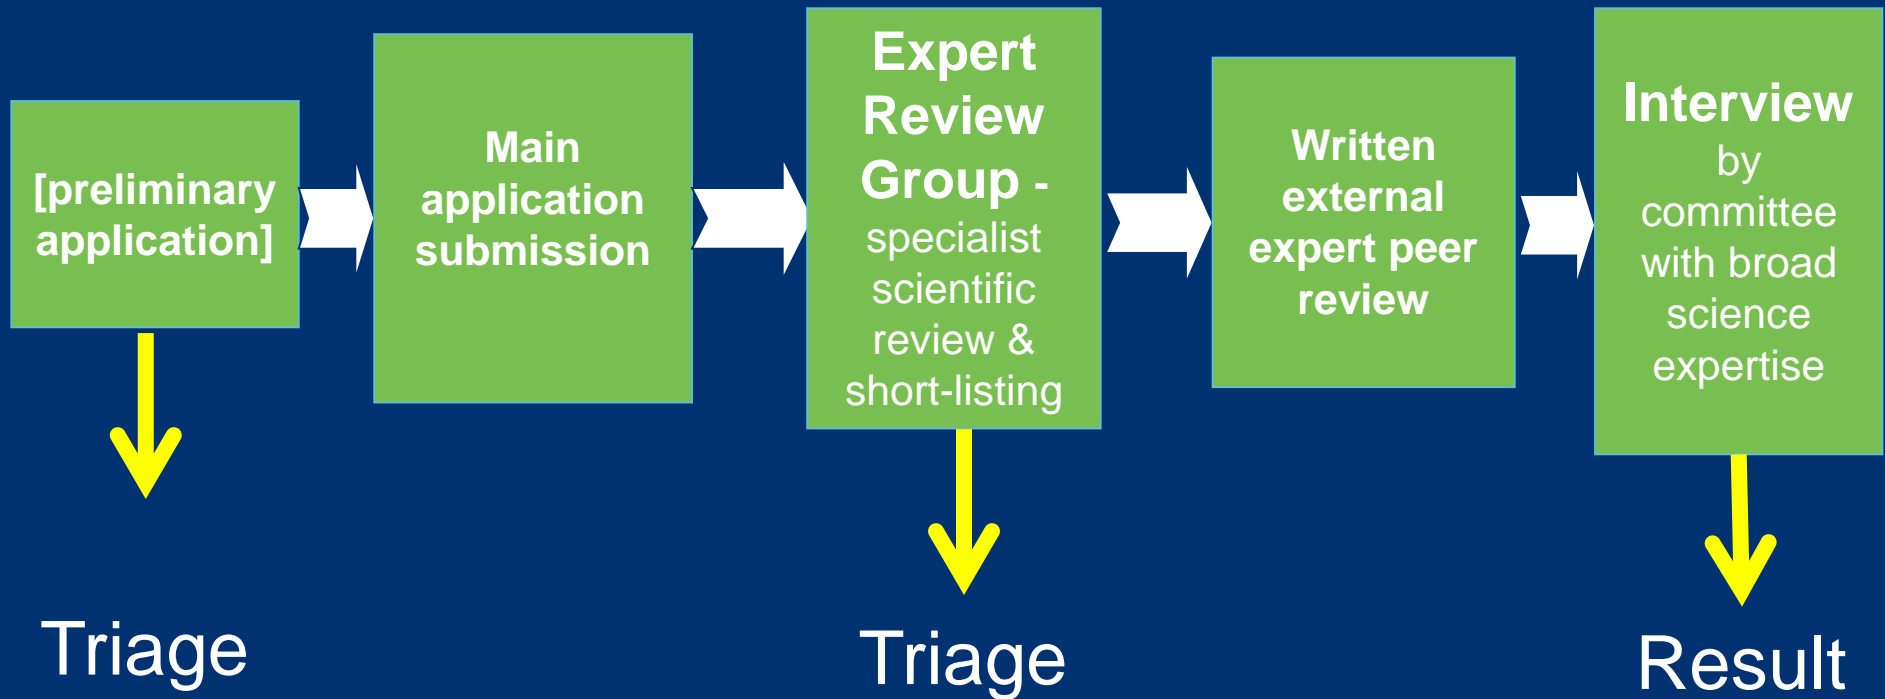 [preliminary
application]
Main
application
submission
Expert
Review
Group -
specialist
scientific
review &
short-listing
Written
external
expert peer
review
Interview
by
committee
with broad
science
expertise
Triage
Triage
Result